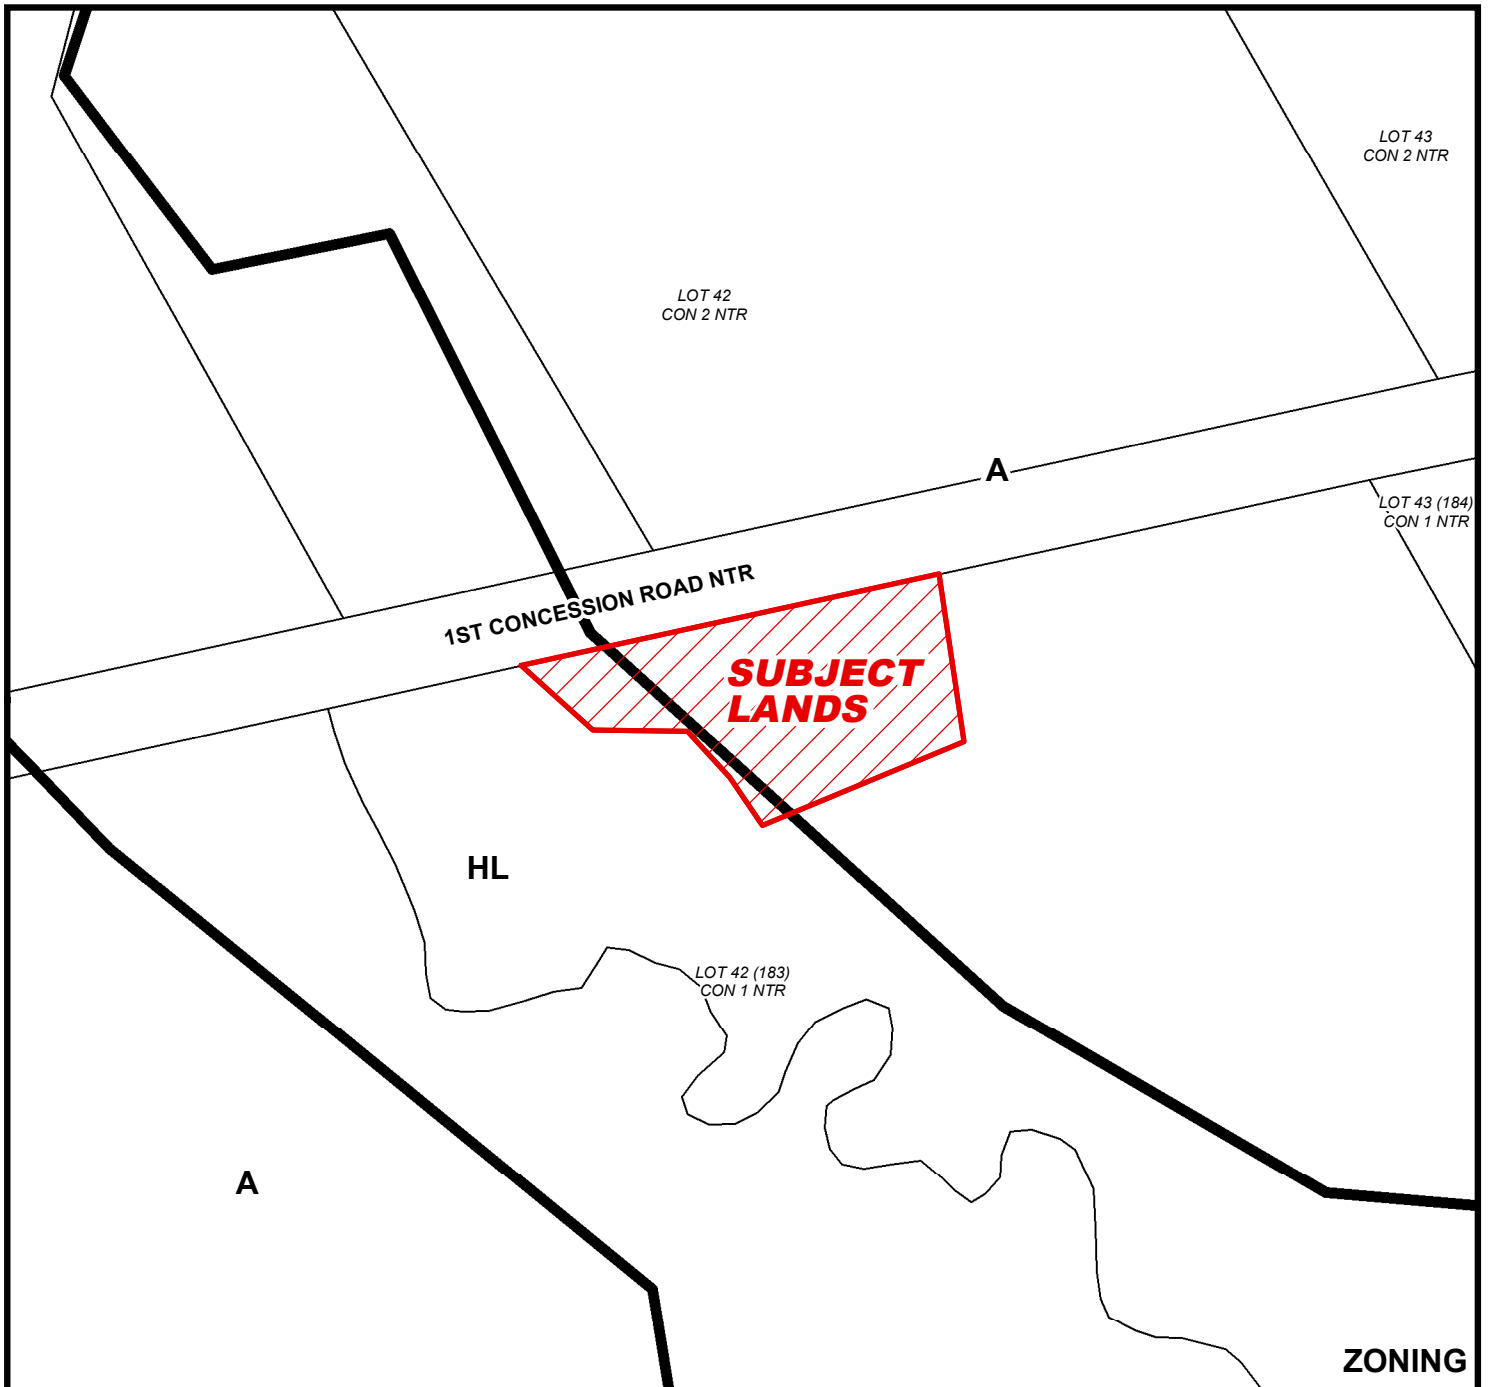 LOT 43
CON 2 NTR
LOT 42
CON 2 NTR
A
LOT 43 (184)
CON 1 NTR
1ST CONCESSION ROAD NTR
SUBJECT
LANDS
HL
LOT 42 (183)
CON 1 NTR
A
ZONING